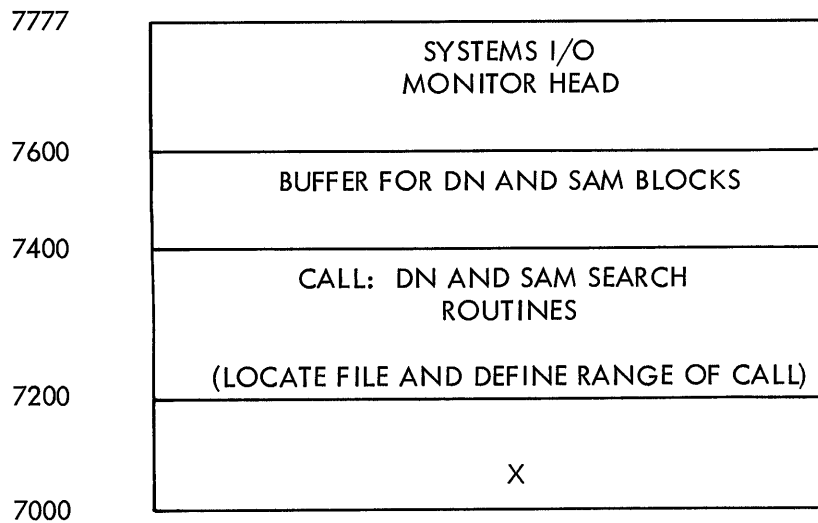 7777
SYSTEMS I/O
MONITOR HEAD
7600
BUFFER FOR DN AND SAM BLOCKS
7400
CALL: DN AND SAM SEARCH
ROUTINES
(LOCATE FILE AND DEFINE RANGE OF CALL)
7200
X
7000